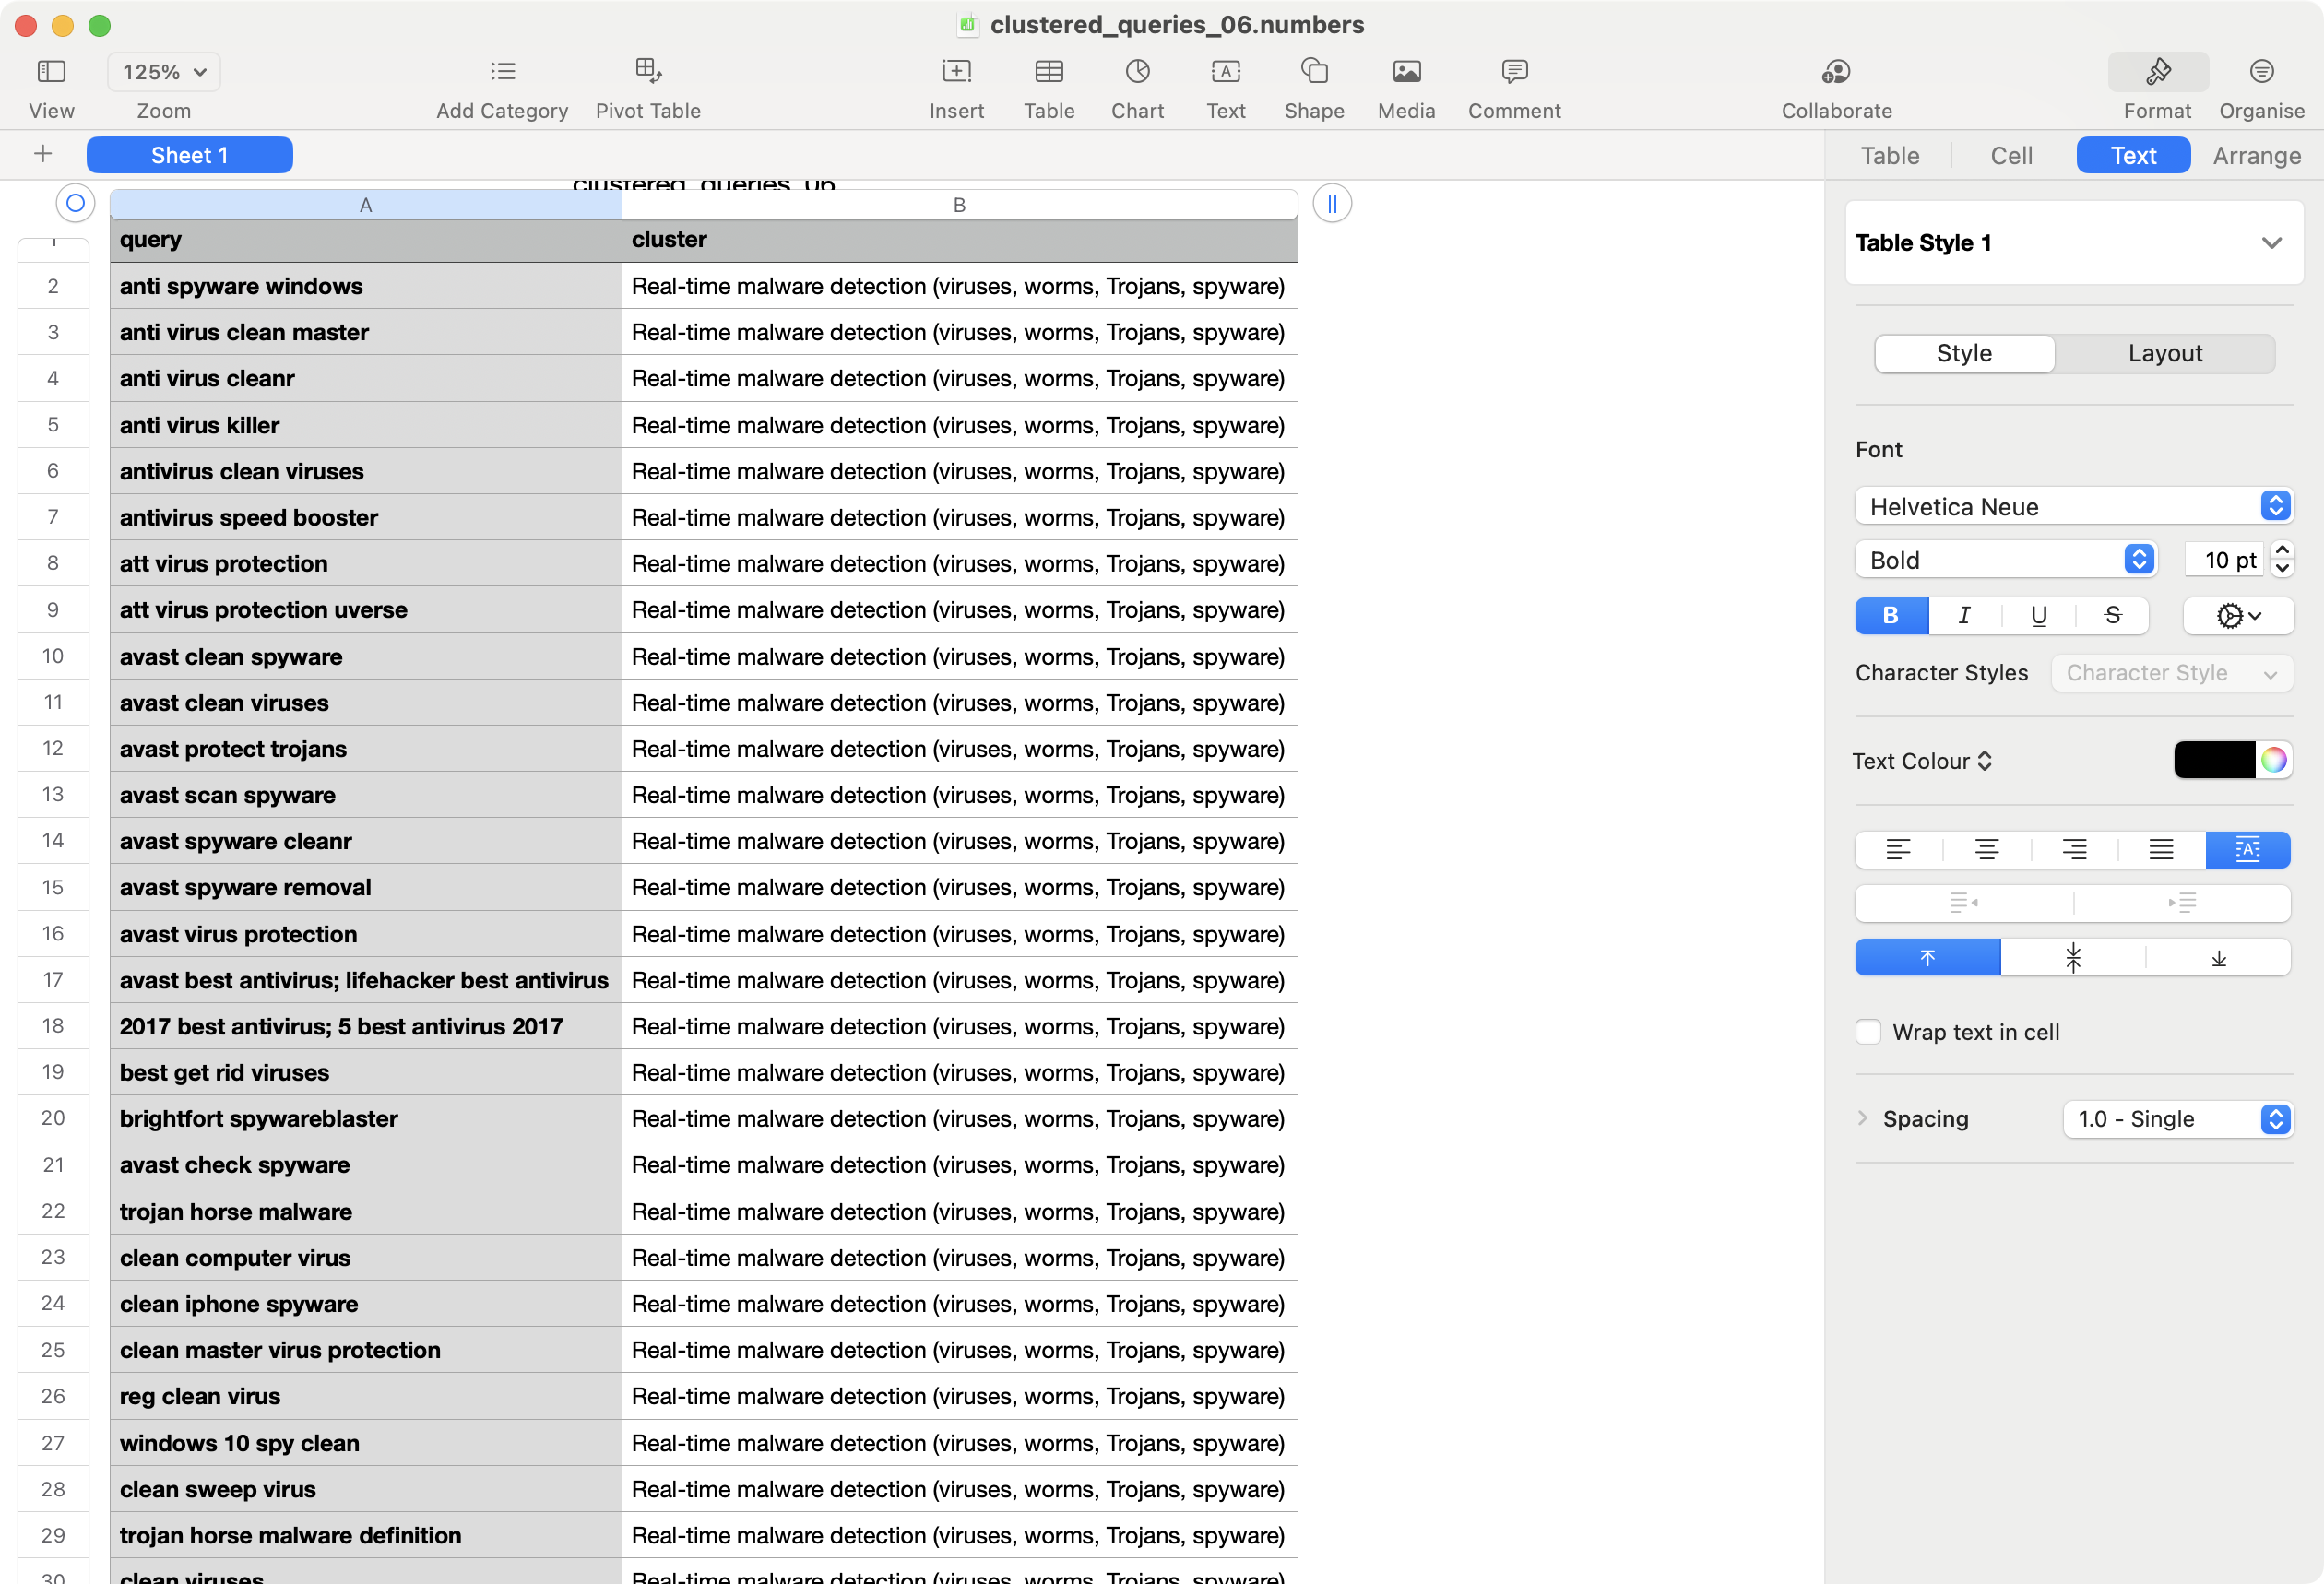 clustered_queries_06.numbers
125%
View Zoom Add Category Pivot Table Insert Table Chart Text Shape Media Comment Collaborate Format Organise
Sheet 1
Table Cell Text Arrange
clustered_queries_06
A B
1 query cluster
2 anti spyware windows Real-time malware detection (viruses, worms, Trojans, spyware)
3 anti virus clean master Real-time malware detection (viruses, worms, Trojans, spyware)
4 anti virus cleanr Real-time malware detection (viruses, worms, Trojans, spyware)
5 anti virus killer Real-time malware detection (viruses, worms, Trojans, spyware)
6 antivirus clean viruses Real-time malware detection (viruses, worms, Trojans, spyware)
7 antivirus speed booster Real-time malware detection (viruses, worms, Trojans, spyware)
8 att virus protection Real-time malware detection (viruses, worms, Trojans, spyware)
9 att virus protection uverse Real-time malware detection (viruses, worms, Trojans, spyware)
10 avast clean spyware Real-time malware detection (viruses, worms, Trojans, spyware)
11 avast clean viruses Real-time malware detection (viruses, worms, Trojans, spyware)
12 avast protect trojans Real-time malware detection (viruses, worms, Trojans, spyware)
13 avast scan spyware Real-time malware detection (viruses, worms, Trojans, spyware)
14 avast spyware cleanr Real-time malware detection (viruses, worms, Trojans, spyware)
15 avast spyware removal Real-time malware detection (viruses, worms, Trojans, spyware)
16 avast virus protection Real-time malware detection (viruses, worms, Trojans, spyware)
17 avast best antivirus; lifehacker best antivirus Real-time malware detection (viruses, worms, Trojans, spyware)
18 2017 best antivirus; 5 best antivirus 2017 Real-time malware detection (viruses, worms, Trojans, spyware)
19 best get rid viruses Real-time malware detection (viruses, worms, Trojans, spyware)
20 brightfort spywareblaster Real-time malware detection (viruses, worms, Trojans, spyware)
21 avast check spyware Real-time malware detection (viruses, worms, Trojans, spyware)
22 trojan horse malware Real-time malware detection (viruses, worms, Trojans, spyware)
23 clean computer virus Real-time malware detection (viruses, worms, Trojans, spyware)
24 clean iphone spyware Real-time malware detection (viruses, worms, Trojans, spyware)
25 clean master virus protection Real-time malware detection (viruses, worms, Trojans, spyware)
26 reg clean virus Real-time malware detection (viruses, worms, Trojans, spyware)
27 windows 10 spy clean Real-time malware detection (viruses, worms, Trojans, spyware)
28 clean sweep virus Real-time malware detection (viruses, worms, Trojans, spyware)
29 trojan horse malware definition Real-time malware detection (viruses, worms, Trojans, spyware)
30 clean viruses Real-time malware detection (viruses, worms, Trojans, spyware)
Table Style 1
Style Layout
Font
Helvetica Neue
Bold 10 pt
B I U S
Character Styles Character Style
Text Colour
Wrap text in cell
Spacing 1.0 - Single